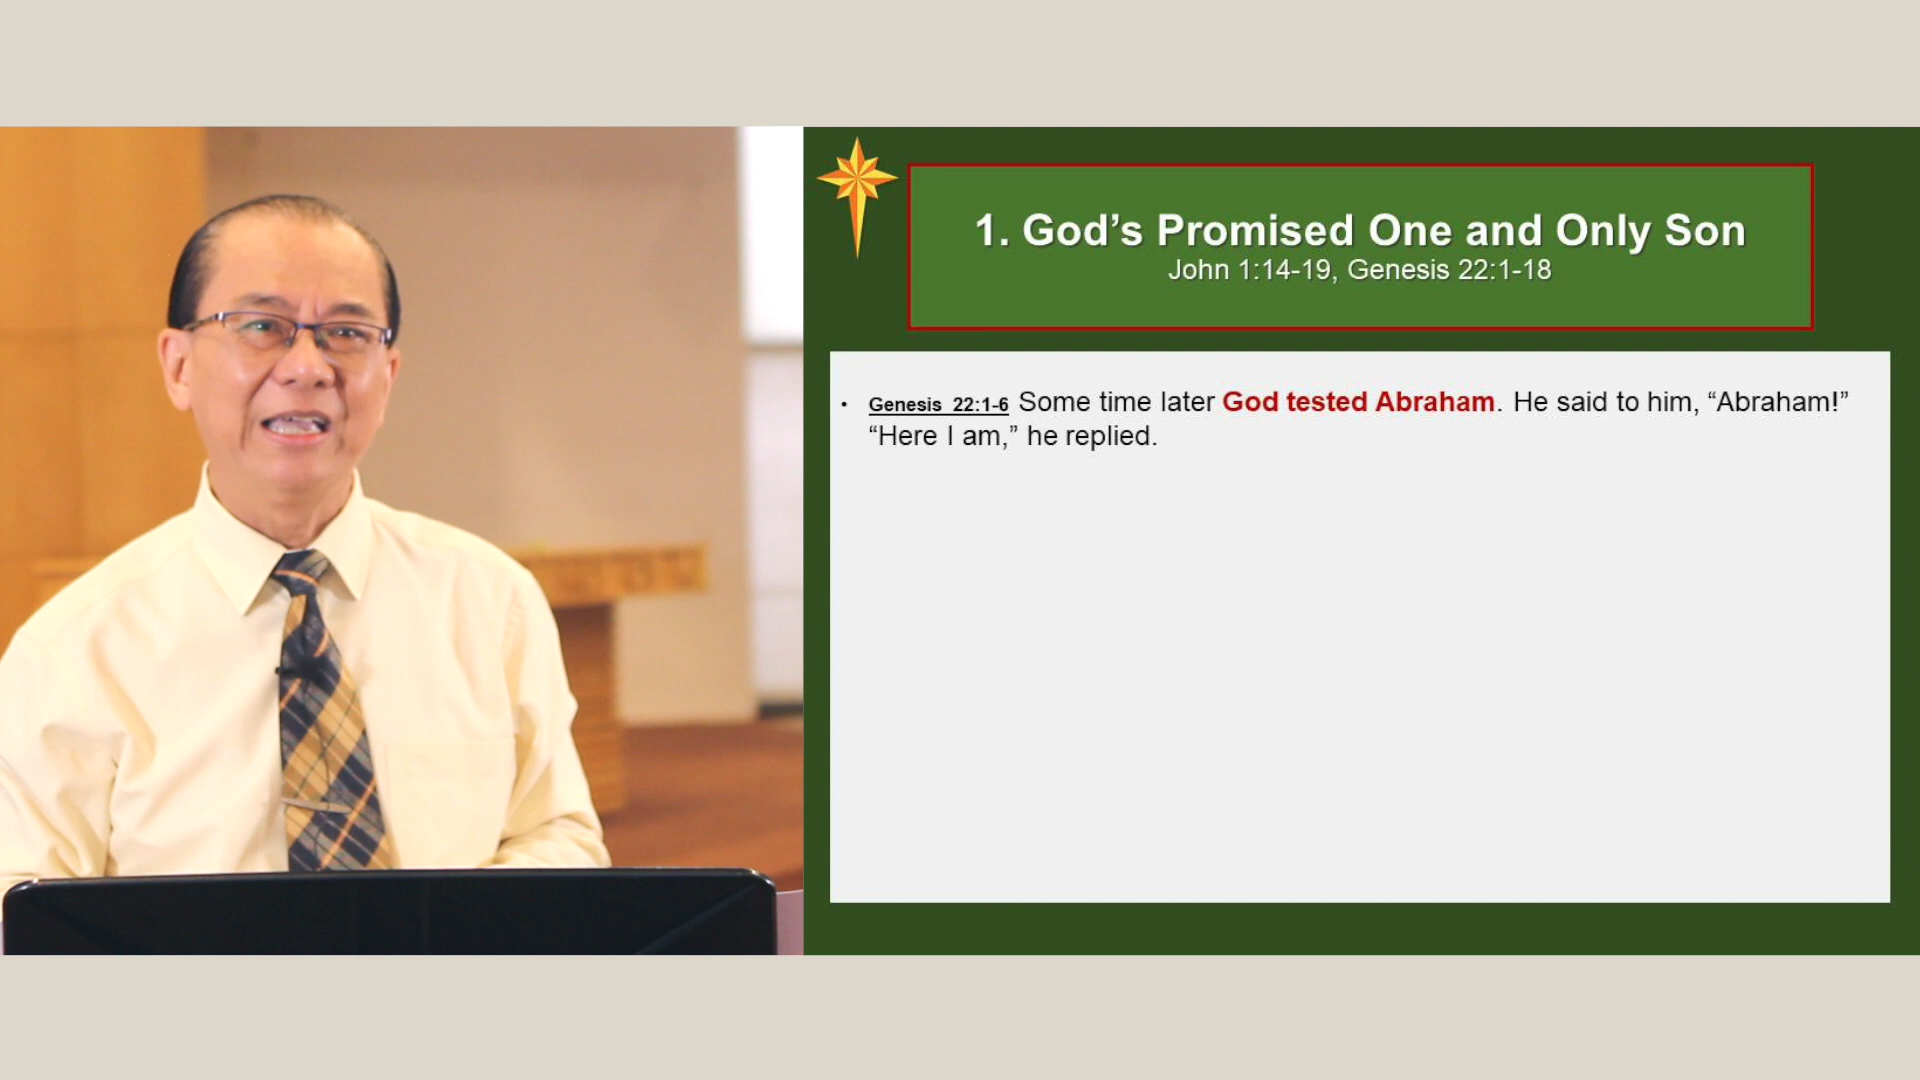 1. God’s Promised One and Only Son
John 1:14-19, Genesis 22:1-18
• Genesis 22:1-6 Some time later God tested Abraham. He said to him, “Abraham!”
“Here I am,” he replied.